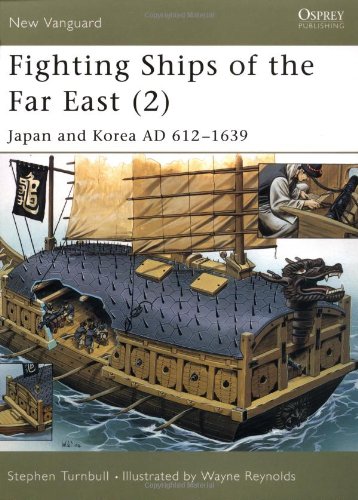 New Vanguard
OSPREY
PUBLISHING
Fighting Ships of the
Far East (2)
Japan and Korea AD 612–1639
龜
Stephen Turnbull • Illustrated by Wayne Reynolds